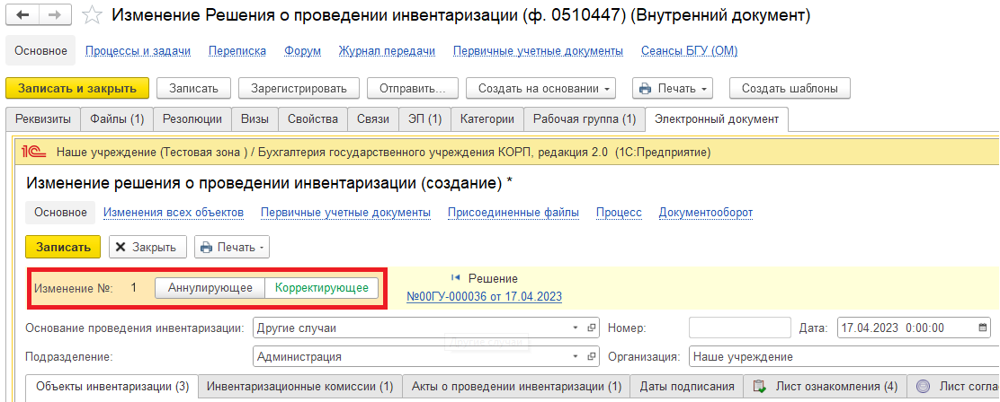 Изменение Решения о проведении инвентаризации (ф. 0510447) (Внутренний документ)
Основное Процессы и задачи Переписка Форум Журнал передачи Первичные учетные документы Сеансы БГУ (ОМ)
Записать и закрыть Записать Зарегистрировать Отправить... Создать на основании Печать Создать шаблоны
Реквизиты Файлы (1) Резолюции Визы Свойства Связи ЭП (1) Категории Рабочая группа (1) Электронный документ
1С Наше учреждение (Тестовая зона ) / Бухгалтерия государственного учреждения КОРП, редакция 2.0 (1С:Предприятие)
Изменение решения о проведении инвентаризации (создание) *
Основное Изменения всех объектов Первичные учетные документы Присоединенные файлы Процесс Документооборот
Записать Закрыть Печать
Изменение №: 1 Аннулирующее Корректирующее Решение
№00ГУ-000036 от 17.04.2023
Основание проведения инвентаризации: Другие случаи Номер: Дата: 17.04.2023 0:00:00
Другие случаи
Подразделение: Администрация Организация: Наше учреждение
Объекты инвентаризации (3) Инвентаризационные комиссии (1) Акты о проведении инвентаризации (1) Даты подписания Лист ознакомления (4) Лист согла